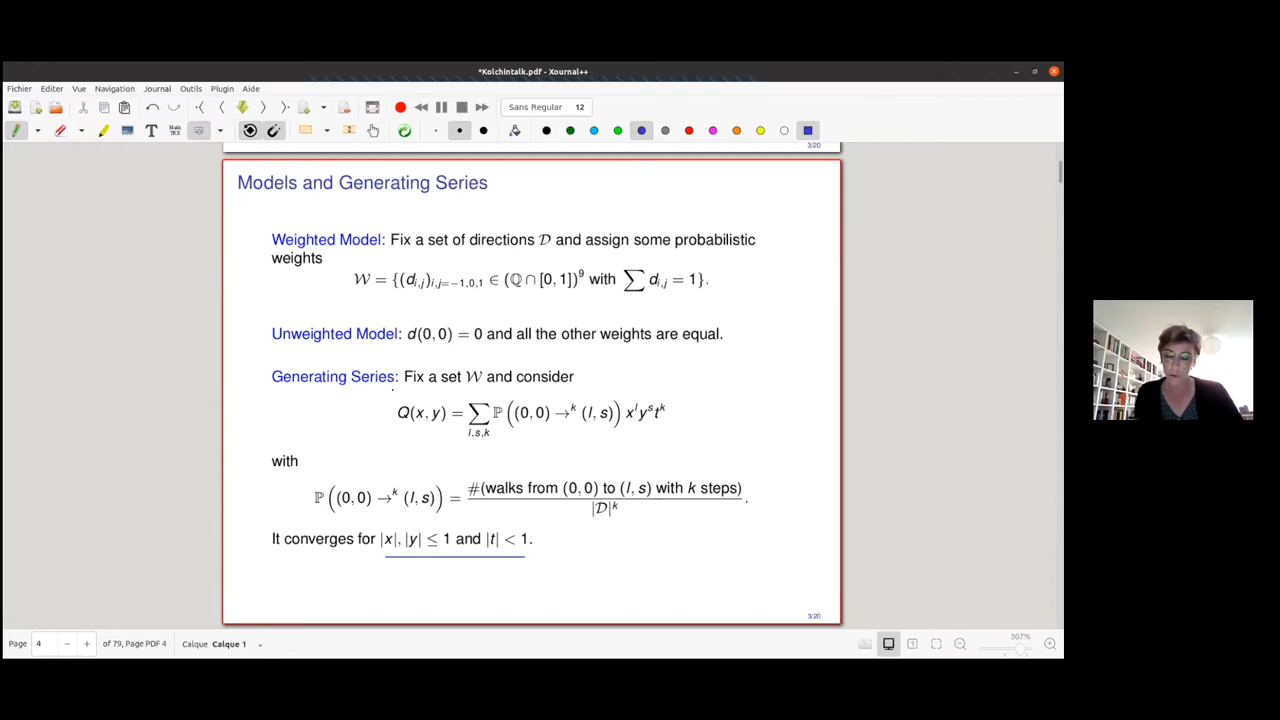 *Kolchintalk.pdf - Xournal++
Fichier Editer Vue Navigation Journal Outils Plugin Aide
Sans Regular 12
3/20
Models and Generating Series
Weighted Model: Fix a set of directions 𝒟 and assign some probabilistic
weights
𝒲 = {(d_{i,j})_{i,j=−1,0,1} ∈ (ℚ ∩ [0, 1])^9 with ∑ d_{i,j} = 1}.
Unweighted Model: d(0, 0) = 0 and all the other weights are equal.
Generating Series: Fix a set 𝒲 and consider
Q(x, y) = ∑_{l,s,k} ℙ((0, 0) →^k (l, s)) x^l y^s t^k
with
ℙ((0, 0) →^k (l, s)) = #(walks from (0, 0) to (l, s) with k steps) / |𝒟|^k .
It converges for |x|, |y| ≤ 1 and |t| < 1.
3/20
Page 4 − + of 79, Page PDF 4 Calque Calque 1
307%